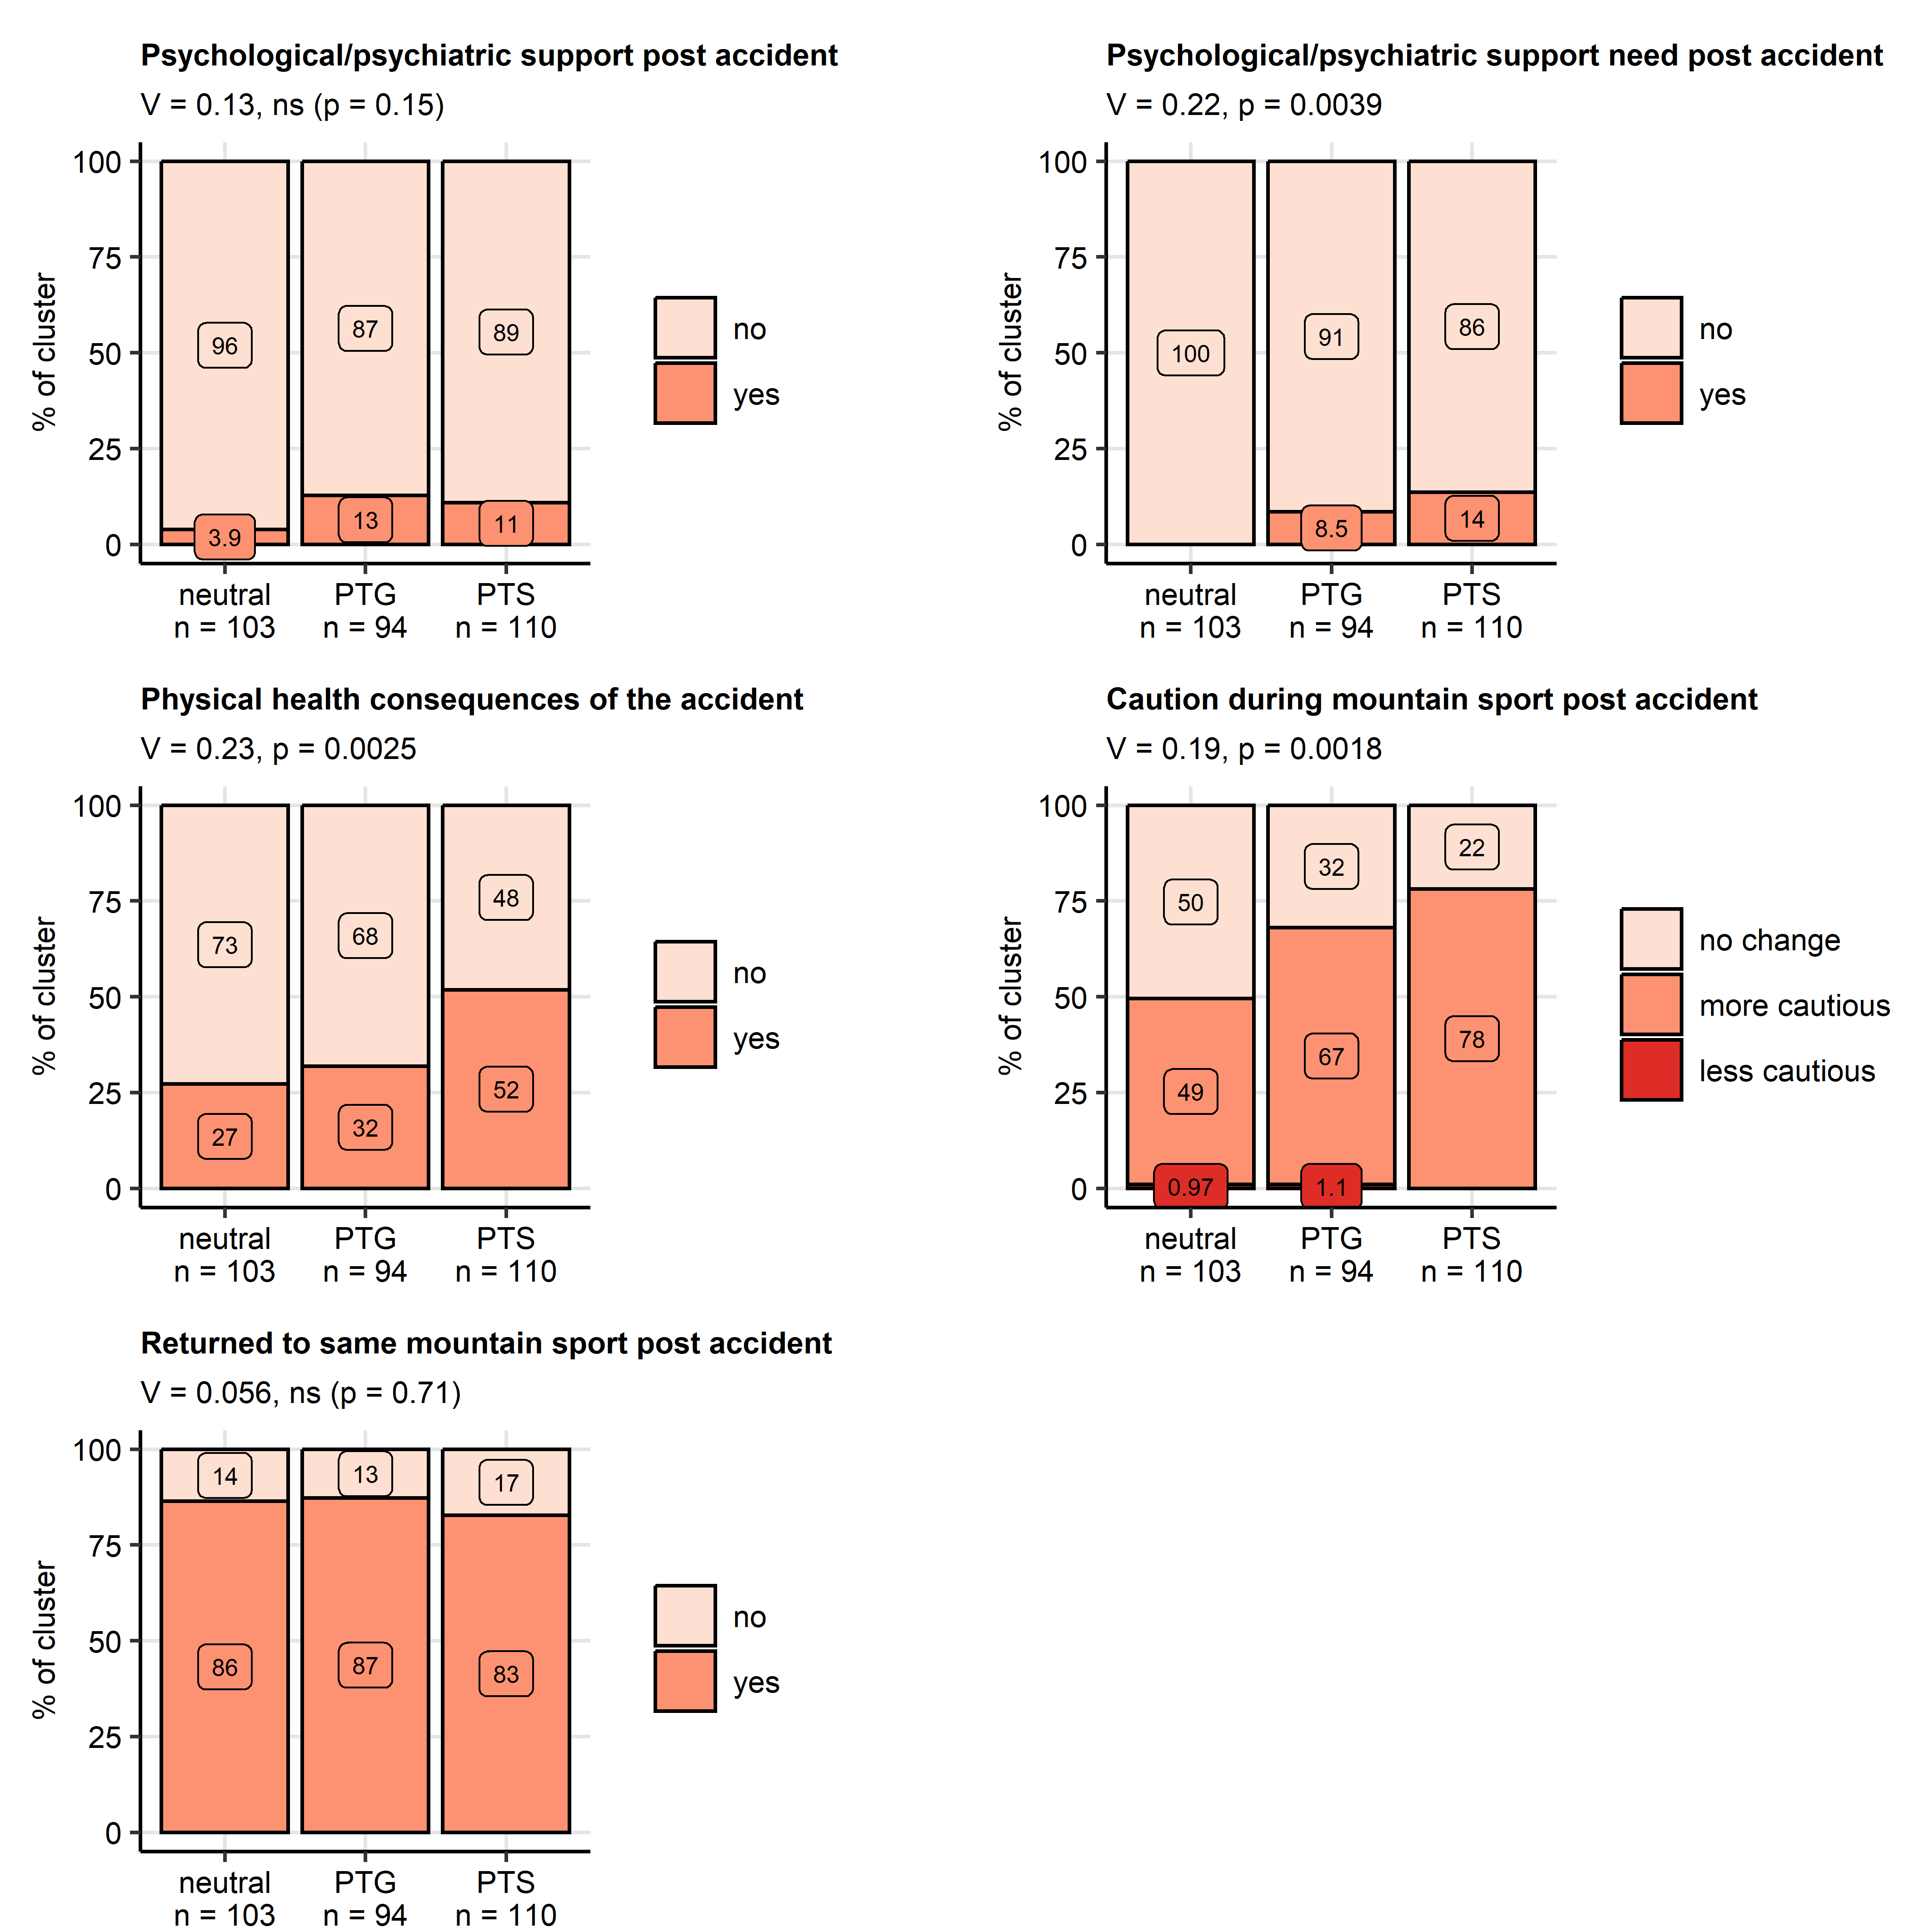 Psychological/psychiatric support post accident
V = 0.13, ns (p = 0.15)
% of cluster
100
75
50
25
0
96
87
89
3.9
13
11
neutral
n = 103
PTG
n = 94
PTS
n = 110
no
yes
Psychological/psychiatric support need post accident
V = 0.22, p = 0.0039
% of cluster
100
75
50
25
0
100
91
86
8.5
14
neutral
n = 103
PTG
n = 94
PTS
n = 110
no
yes
Physical health consequences of the accident
V = 0.23, p = 0.0025
% of cluster
100
75
50
25
0
73
68
48
27
32
52
neutral
n = 103
PTG
n = 94
PTS
n = 110
no
yes
Caution during mountain sport post accident
V = 0.19, p = 0.0018
% of cluster
100
75
50
25
0
50
32
22
49
67
78
0.97
1.1
neutral
n = 103
PTG
n = 94
PTS
n = 110
no change
more cautious
less cautious
Returned to same mountain sport post accident
V = 0.056, ns (p = 0.71)
% of cluster
100
75
50
25
0
14
13
17
86
87
83
neutral
n = 103
PTG
n = 94
PTS
n = 110
no
yes